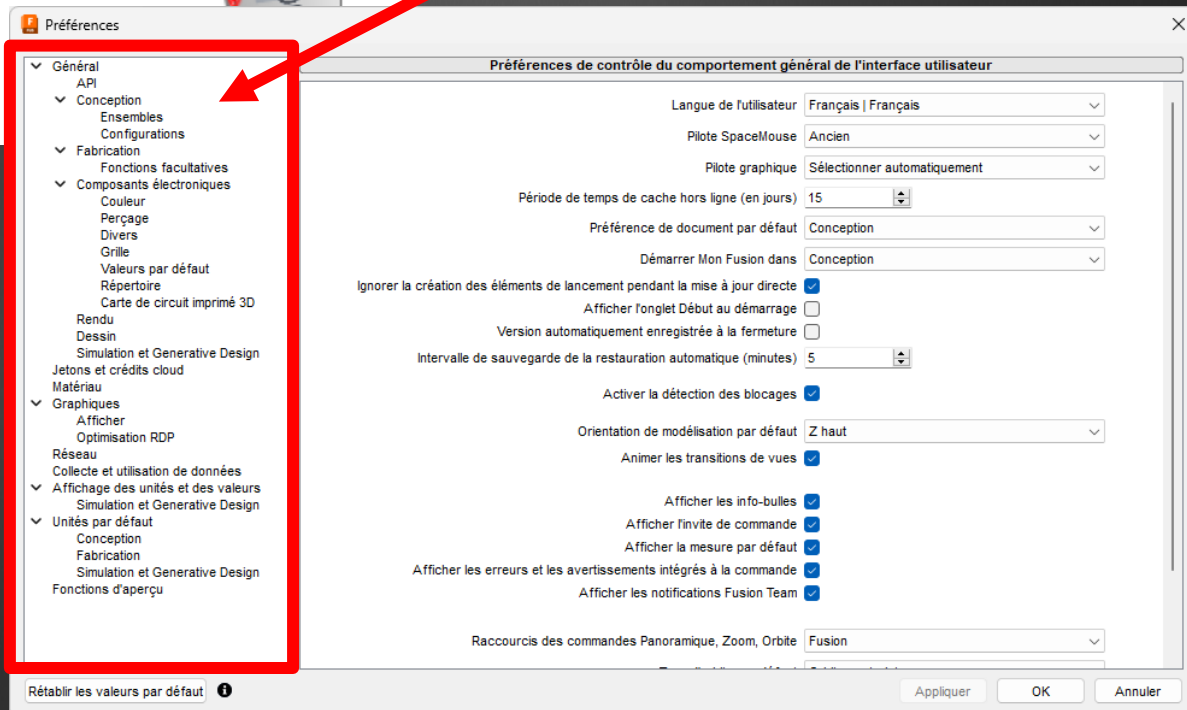 Préférences
Général
API
Conception
Ensembles
Configurations
Fabrication
Fonctions facultatives
Composants électroniques
Couleur
Perçage
Divers
Grille
Valeurs par défaut
Répertoire
Carte de circuit imprimé 3D
Rendu
Dessin
Simulation et Generative Design
Jetons et crédits cloud
Matériau
Graphiques
Afficher
Optimisation RDP
Réseau
Collecte et utilisation de données
Affichage des unités et des valeurs
Simulation et Generative Design
Unités par défaut
Conception
Fabrication
Simulation et Generative Design
Fonctions d'aperçu
Préférences de contrôle du comportement général de l'interface utilisateur
Langue de l'utilisateur Français | Français
Pilote SpaceMouse Ancien
Pilote graphique Sélectionner automatiquement
Période de temps de cache hors ligne (en jours) 15
Préférence de document par défaut Conception
Démarrer Mon Fusion dans Conception
Ignorer la création des éléments de lancement pendant la mise à jour directe
Afficher l'onglet Début au démarrage
Version automatiquement enregistrée à la fermeture
Intervalle de sauvegarde de la restauration automatique (minutes) 5
Activer la détection des blocages
Orientation de modélisation par défaut Z haut
Animer les transitions de vues
Afficher les info-bulles
Afficher l'invite de commande
Afficher la mesure par défaut
Afficher les erreurs et les avertissements intégrés à la commande
Afficher les notifications Fusion Team
Raccourcis des commandes Panoramique, Zoom, Orbite Fusion
Rétablir les valeurs par défaut
Appliquer OK Annuler